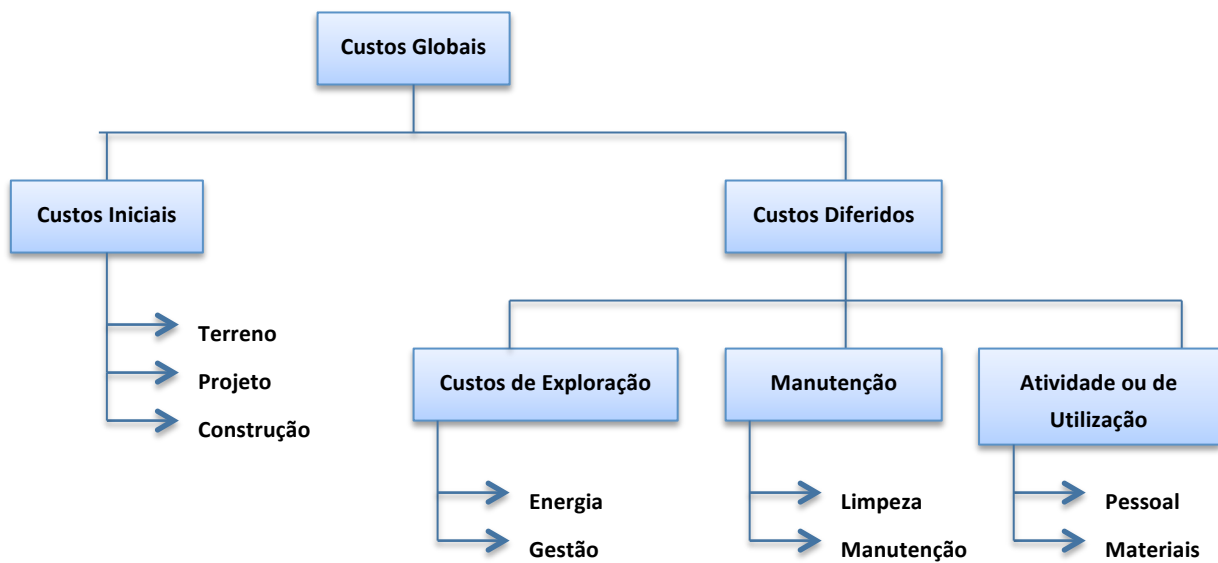 Custos Globais
Custos Iniciais
Custos Diferidos
Terreno
Projeto
Construção
Custos de Exploração
Manutenção
Atividade ou de
Utilização
Energia
Gestão
Limpeza
Manutenção
Pessoal
Materiais